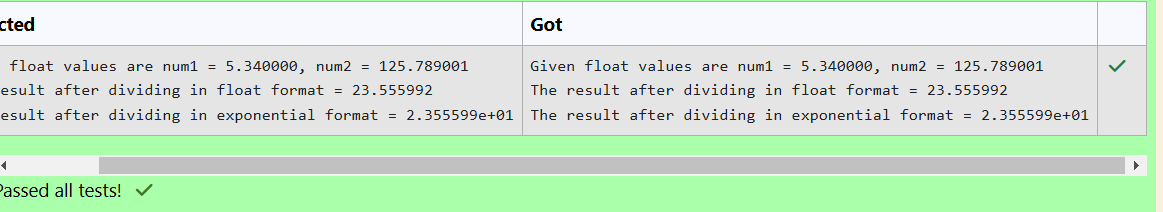 cted
Got
float values are num1 = 5.340000, num2 = 125.789001
esult after dividing in float format = 23.555992
esult after dividing in exponential format = 2.355599e+01
Given float values are num1 = 5.340000, num2 = 125.789001
The result after dividing in float format = 23.555992
The result after dividing in exponential format = 2.355599e+01
Passed all tests!